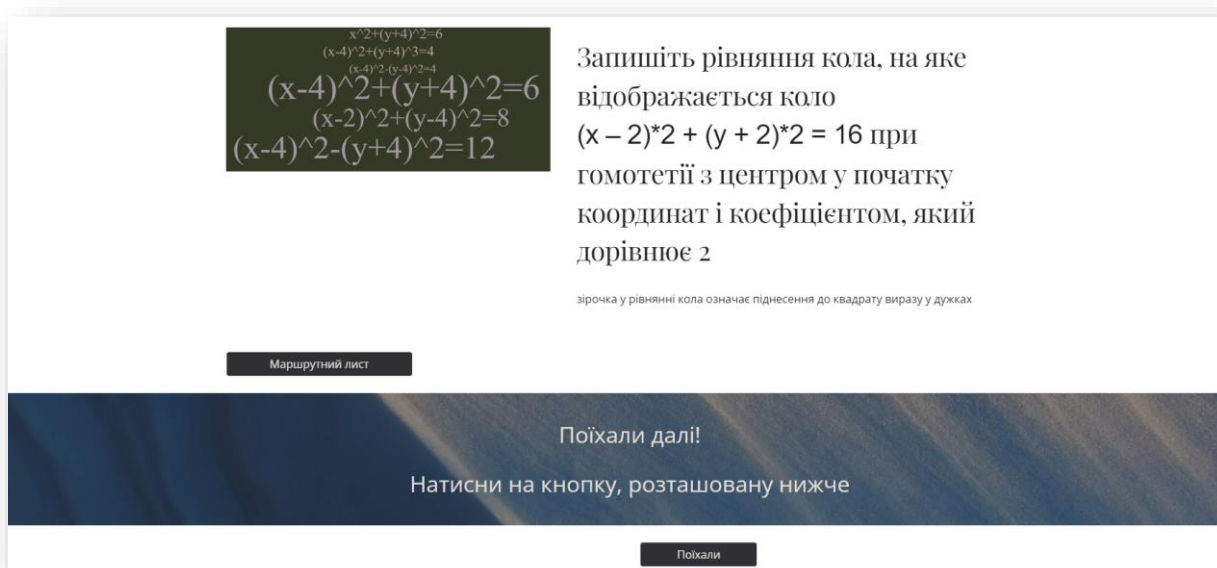 x^2+(y+4)^2=6
(x-4)^2+(y+4)^3=4
(x-4)^2-(y-4)^2=4
(x-4)^2+(y+4)^2=6
(x-2)^2+(y-4)^2=8
(x-4)^2-(y+4)^2=12
Запишіть рівняння кола, на яке
відображається коло
(x – 2)*2 + (y + 2)*2 = 16 при
гомотетії з центром у початку
координат і коефіцієнтом, який
дорівнює 2
зірочка у рівнянні кола означає піднесення до квадрату виразу у дужках
Маршрутний лист
Поїхали далі!
Натисни на кнопку, розташовану нижче
Поїхали